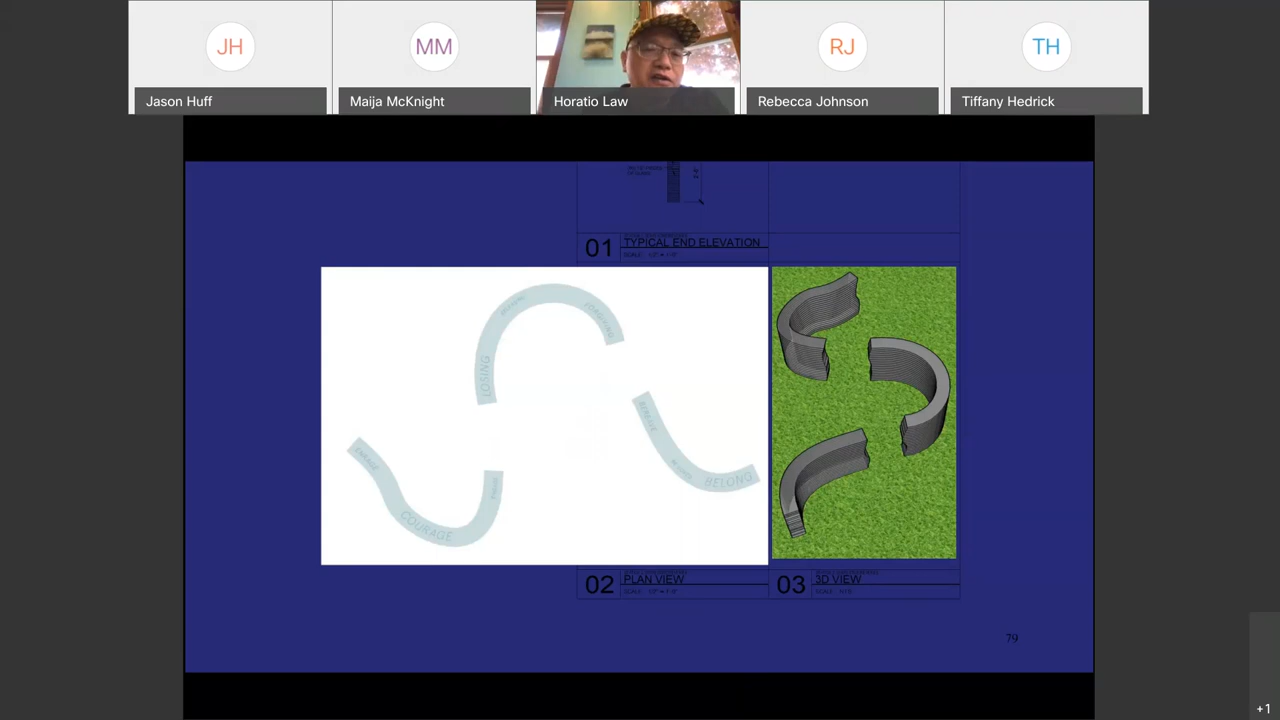 JH
MM
RJ
TH
Jason Huff
Maija McKnight
Horatio Law
Rebecca Johnson
Tiffany Hedrick
01
TYPICAL END ELEVATION
LOSING
FORGIVING
COURAGE
BELONG
02
PLAN VIEW
03
3D VIEW
79
+1